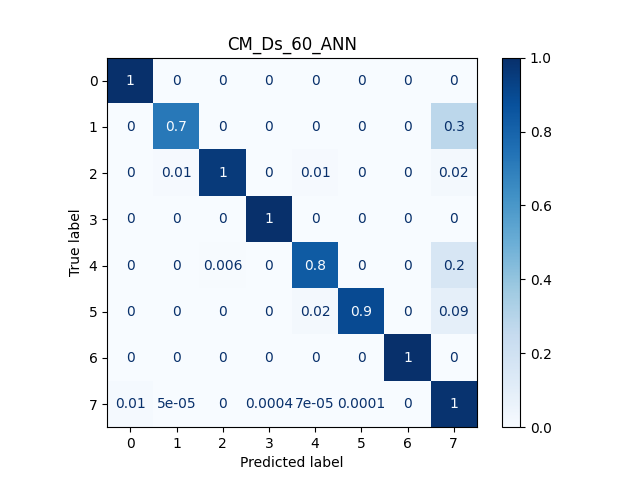 CM_Ds_60_ANN
0 1 0 0 0 0 0 0 0
1 0 0.7 0 0 0 0 0 0.3
2 0 0.01 1 0 0.01 0 0 0.02
3 0 0 0 1 0 0 0 0
4 0 0 0.006 0 0.8 0 0 0.2
5 0 0 0 0 0.02 0.9 0 0.09
6 0 0 0 0 0 0 1 0
7 0.01 5e-05 0 0.0004 7e-05 0.0001 0 1
0 1 2 3 4 5 6 7
Predicted label
True label
1.0
0.8
0.6
0.4
0.2
0.0